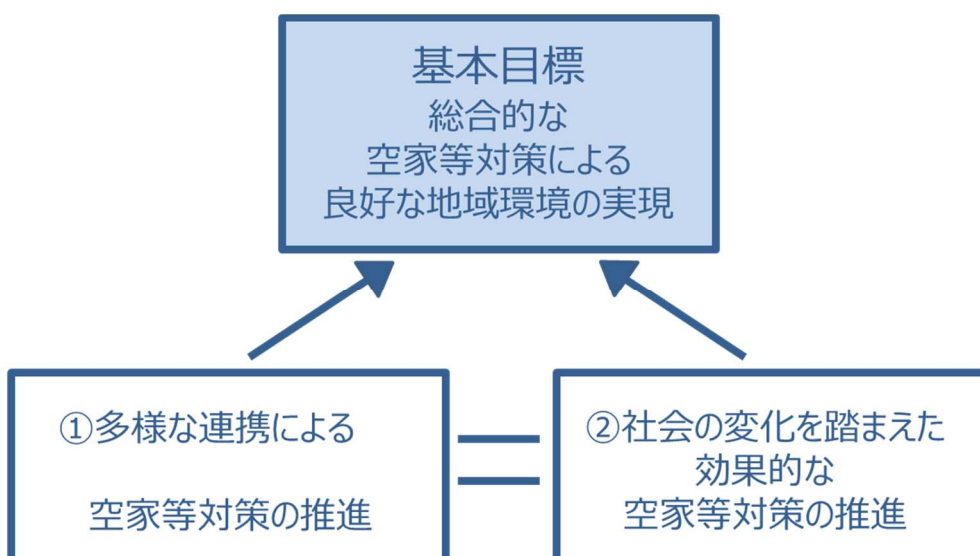 基本目標
総合的な
空家等対策による
良好な地域環境の実現
①多様な連携による
空家等対策の推進
②社会の変化を踏まえた
効果的な
空家等対策の推進